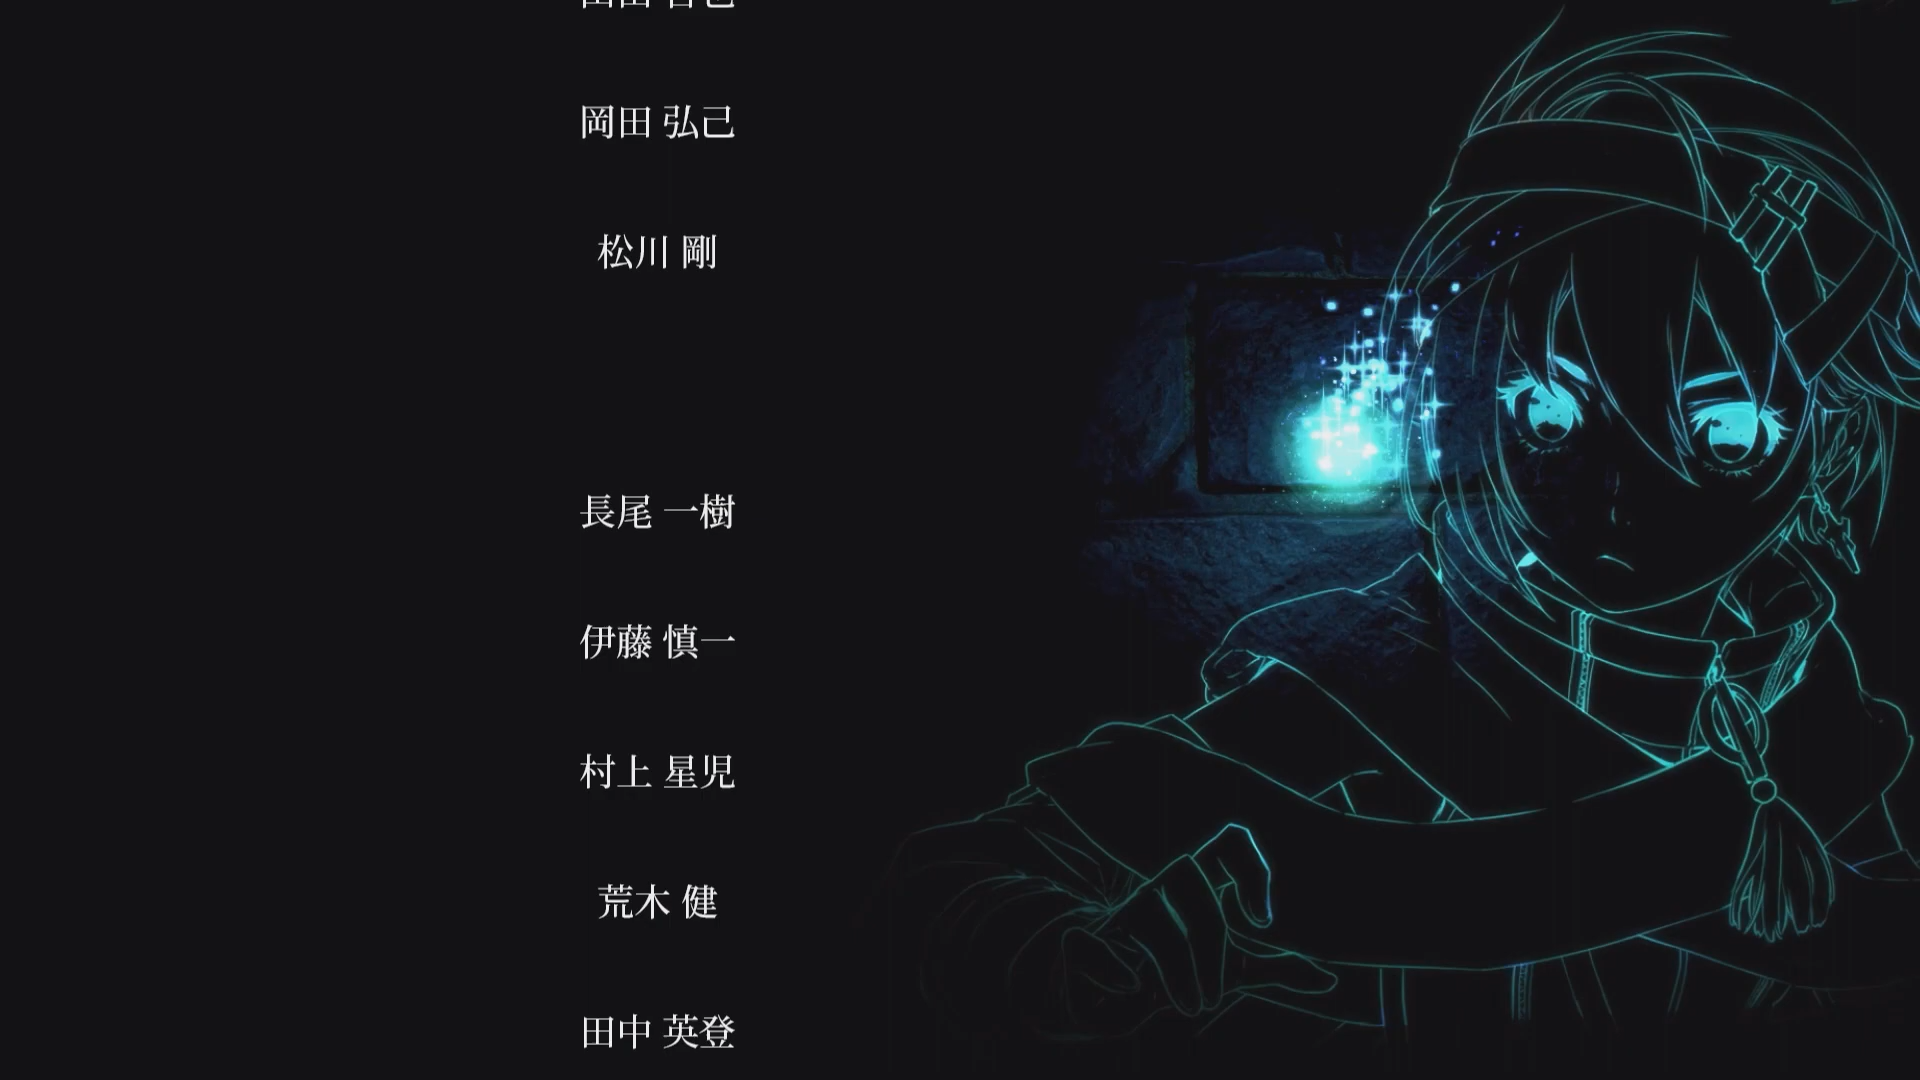 岡田 弘己
松川 剛
長尾 一樹
伊藤 慎一
村上 星児
荒木 健
田中 英登